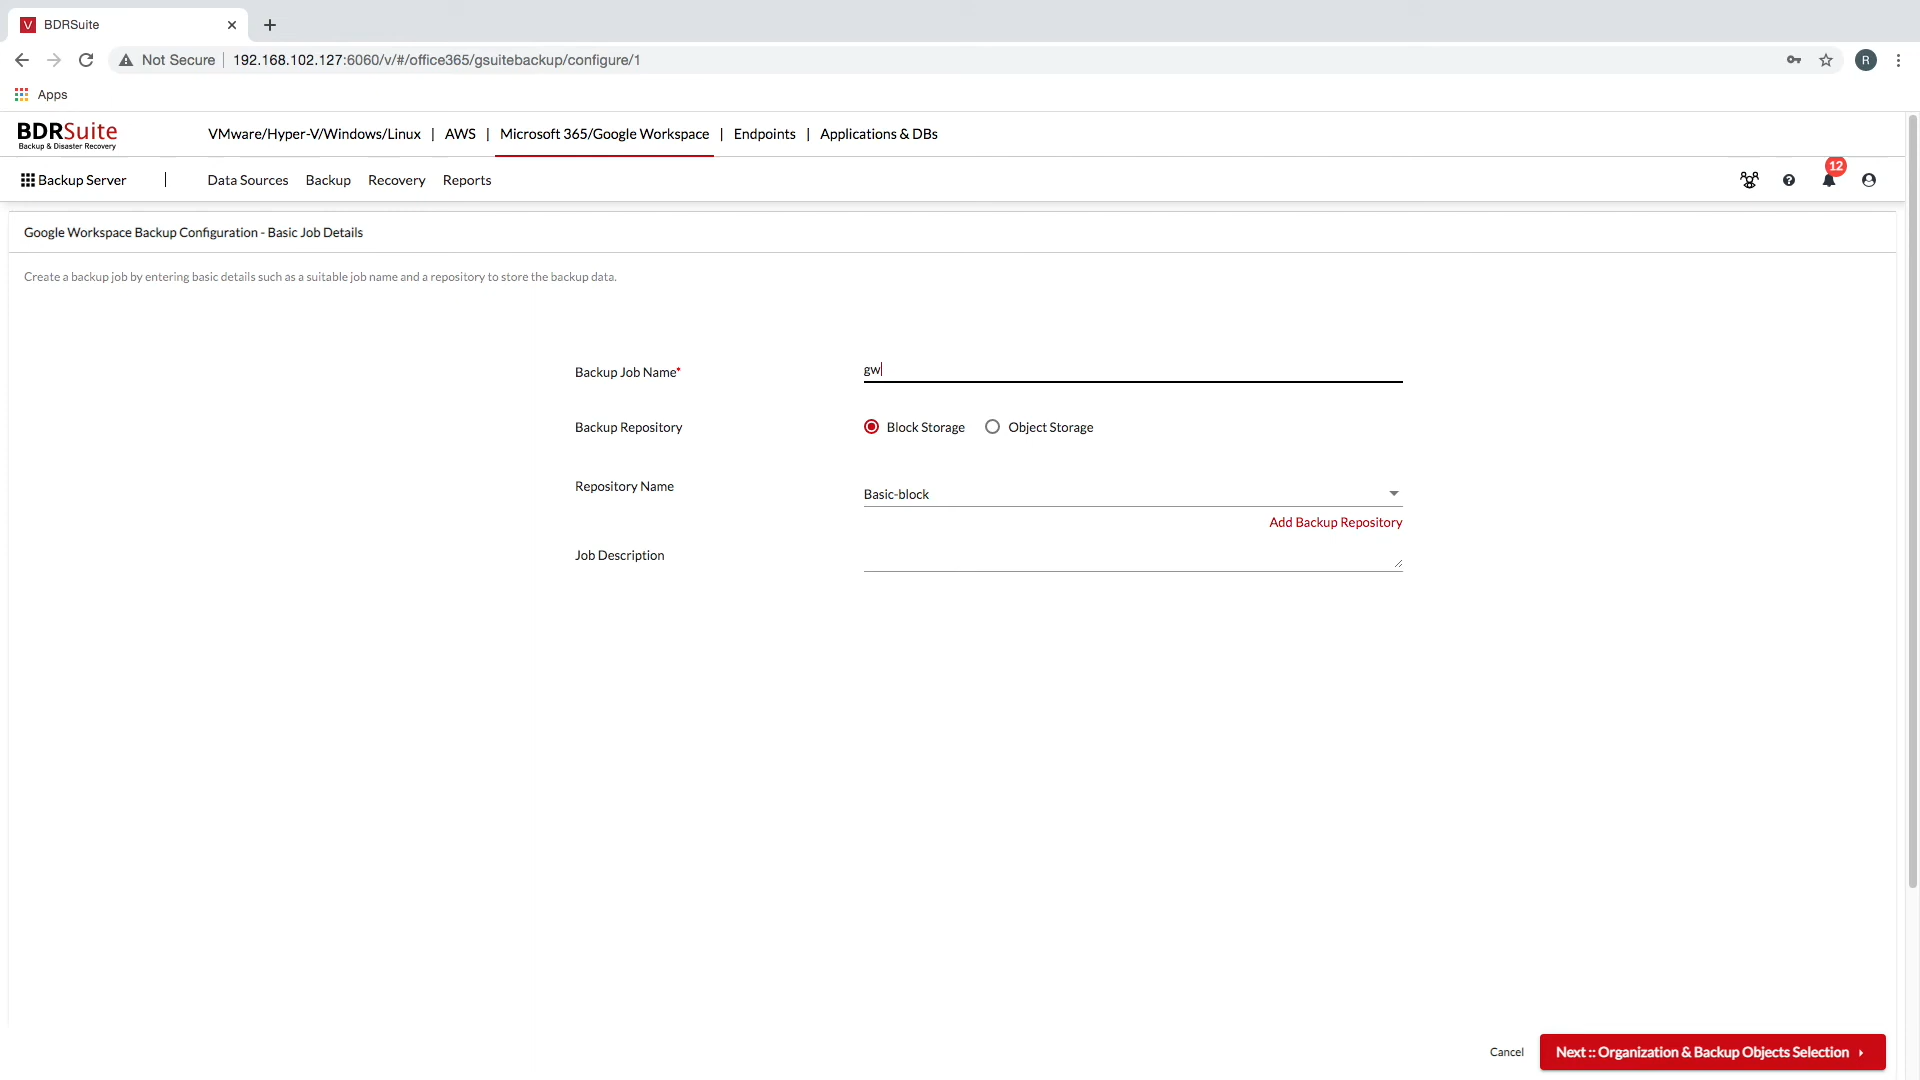 BDRSuite
Not Secure 192.168.102.127:6060/v/#/office365/gsuitebackup/configure/1
R
Apps
BDRSuite
Backup & Disaster Recovery
VMware/Hyper-V/Windows/Linux | AWS | Microsoft 365/Google Workspace | Endpoints | Applications & DBs
Backup Server | Data Sources Backup Recovery Reports
12
Google Workspace Backup Configuration - Basic Job Details
Create a backup job by entering basic details such as a suitable job name and a repository to store the backup data.
Backup Job Name* gw
Backup Repository Block Storage Object Storage
Repository Name Basic-block
Add Backup Repository
Job Description
Cancel Next :: Organization & Backup Objects Selection